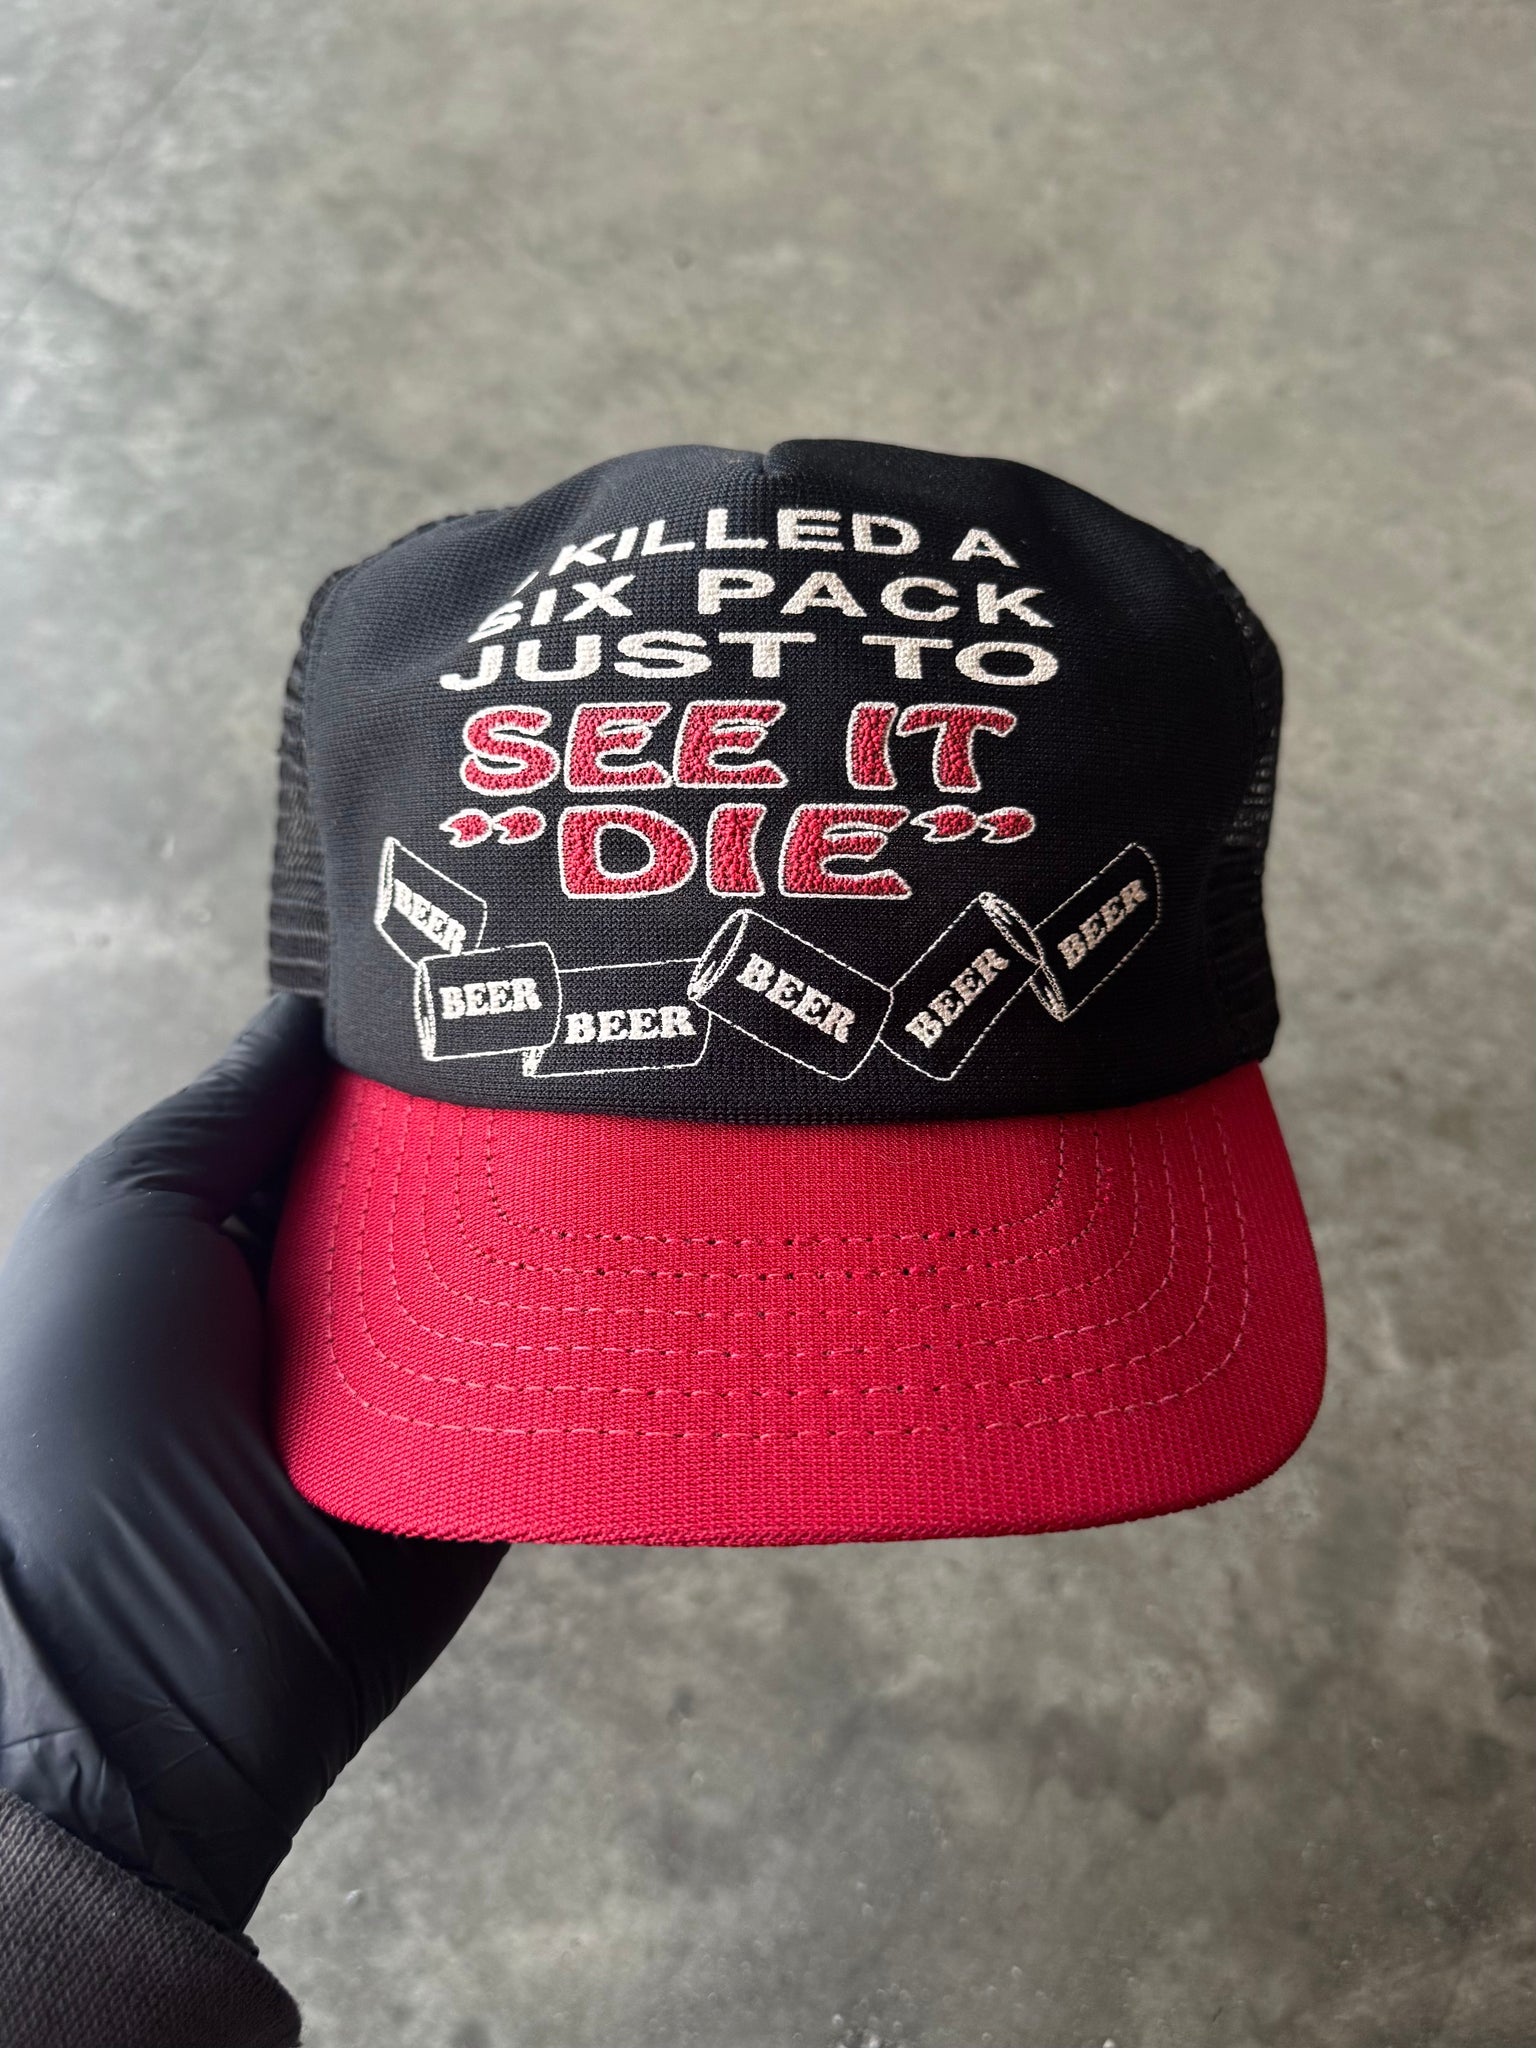 I KILLED A
SIX PACK
JUST TO
SEE IT
”DIE”
BEER
BEER
BEER
BEER
BEER
BEER